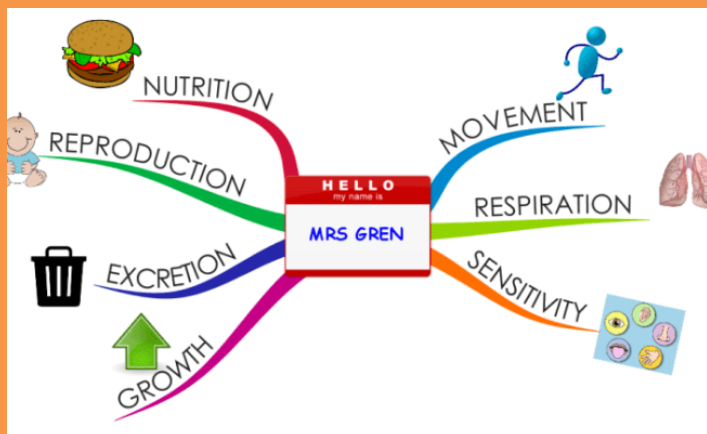 HELLO
my name is
MRS GREN
MOVEMENT
RESPIRATION
SENSITIVITY
GROWTH
EXCRETION
REPRODUCTION
NUTRITION